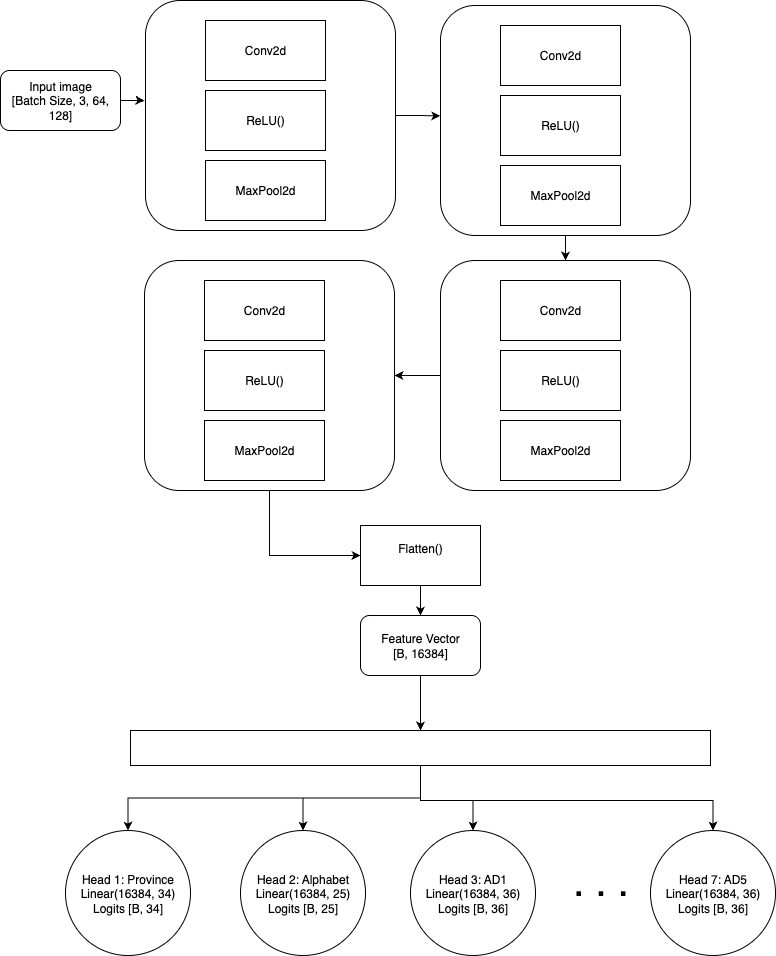 Input image
[Batch Size, 3, 64,
128]
Conv2d
ReLU()
MaxPool2d
Conv2d
ReLU()
MaxPool2d
Conv2d
ReLU()
MaxPool2d
Conv2d
ReLU()
MaxPool2d
Flatten()
Feature Vector
[B, 16384]
Head 1: Province
Linear(16384, 34)
Logits [B, 34]
Head 2: Alphabet
Linear(16384, 25)
Logits [B, 25]
Head 3: AD1
Linear(16384, 36)
Logits [B, 36]
. . .
Head 7: AD5
Linear(16384, 36)
Logits [B, 36]